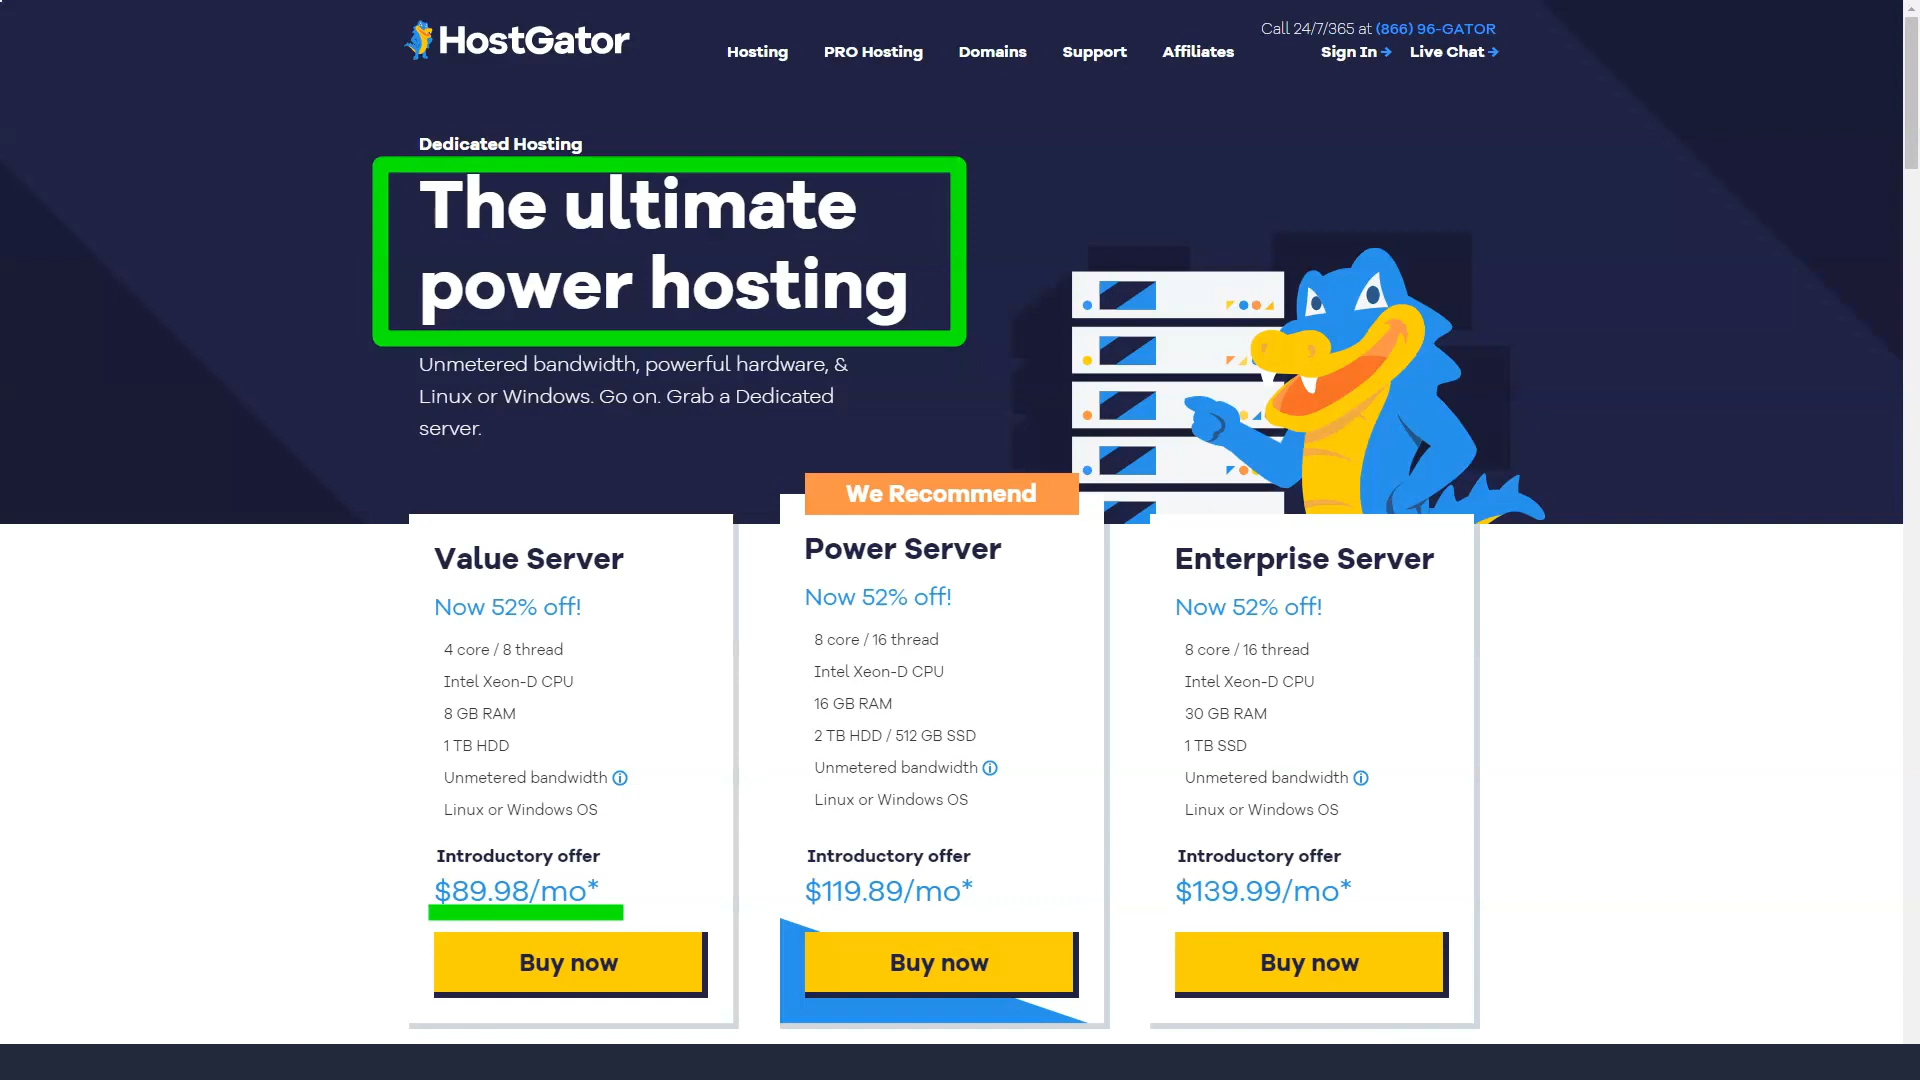 HostGator
Hosting
PRO Hosting
Domains
Support
Affiliates
Call 24/7/365 at (866) 96-GATOR
Sign In
Live Chat
Dedicated Hosting
The ultimate
power hosting
Unmetered bandwidth, powerful hardware, &
Linux or Windows. Go on. Grab a Dedicated
server.
Value Server
Now 52% off!
4 core / 8 thread
Intel Xeon-D CPU
8 GB RAM
1 TB HDD
Unmetered bandwidth
Linux or Windows OS
Introductory offer
$89.98/mo*
Buy now
We Recommend
Power Server
Now 52% off!
8 core / 16 thread
Intel Xeon-D CPU
16 GB RAM
2 TB HDD / 512 GB SSD
Unmetered bandwidth
Linux or Windows OS
Introductory offer
$119.89/mo*
Buy now
Enterprise Server
Now 52% off!
8 core / 16 thread
Intel Xeon-D CPU
30 GB RAM
1 TB SSD
Unmetered bandwidth
Linux or Windows OS
Introductory offer
$139.99/mo*
Buy now